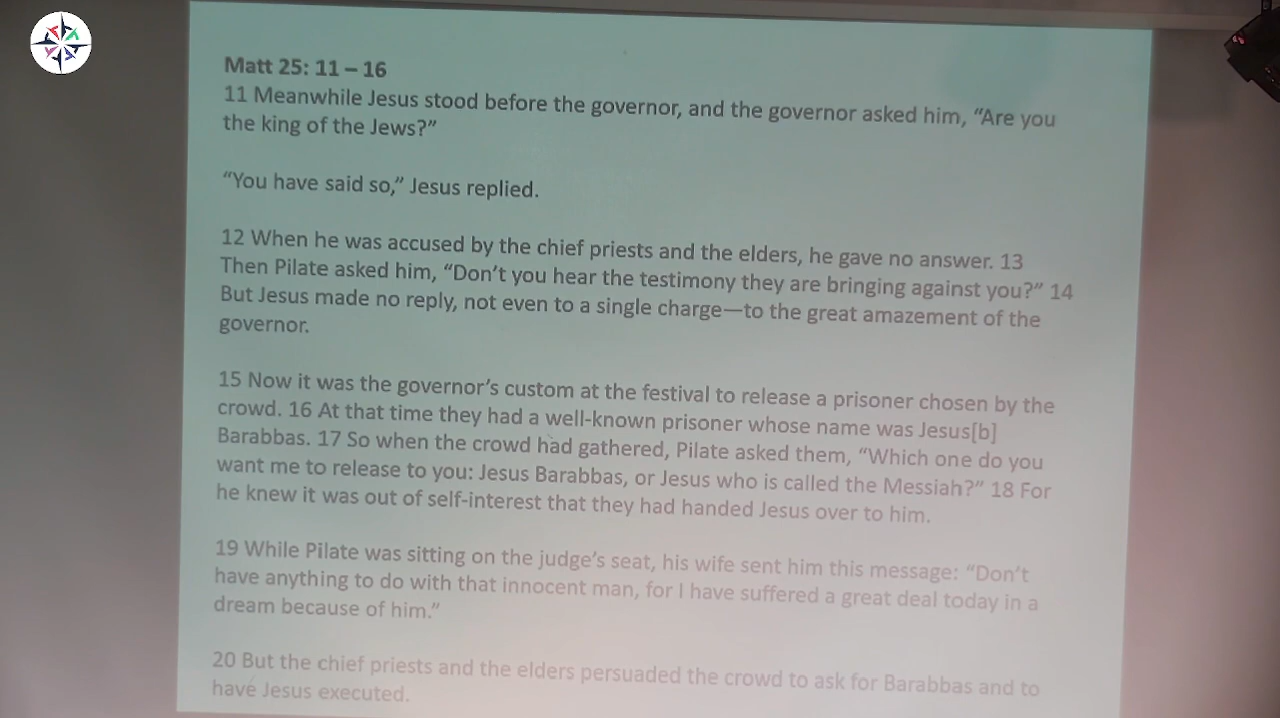 Matt 25: 11 – 16
11 Meanwhile Jesus stood before the governor, and the governor asked him, “Are you
the king of the Jews?”
“You have said so,” Jesus replied.
12 When he was accused by the chief priests and the elders, he gave no answer. 13
Then Pilate asked him, “Don’t you hear the testimony they are bringing against you?” 14
But Jesus made no reply, not even to a single charge—to the great amazement of the
governor.
15 Now it was the governor’s custom at the festival to release a prisoner chosen by the
crowd. 16 At that time they had a well-known prisoner whose name was Jesus[b]
Barabbas. 17 So when the crowd had gathered, Pilate asked them, “Which one do you
want me to release to you: Jesus Barabbas, or Jesus who is called the Messiah?” 18 For
he knew it was out of self-interest that they had handed Jesus over to him.
19 While Pilate was sitting on the judge’s seat, his wife sent him this message: “Don’t
have anything to do with that innocent man, for I have suffered a great deal today in a
dream because of him.”
20 But the chief priests and the elders persuaded the crowd to ask for Barabbas and to
have Jesus executed.